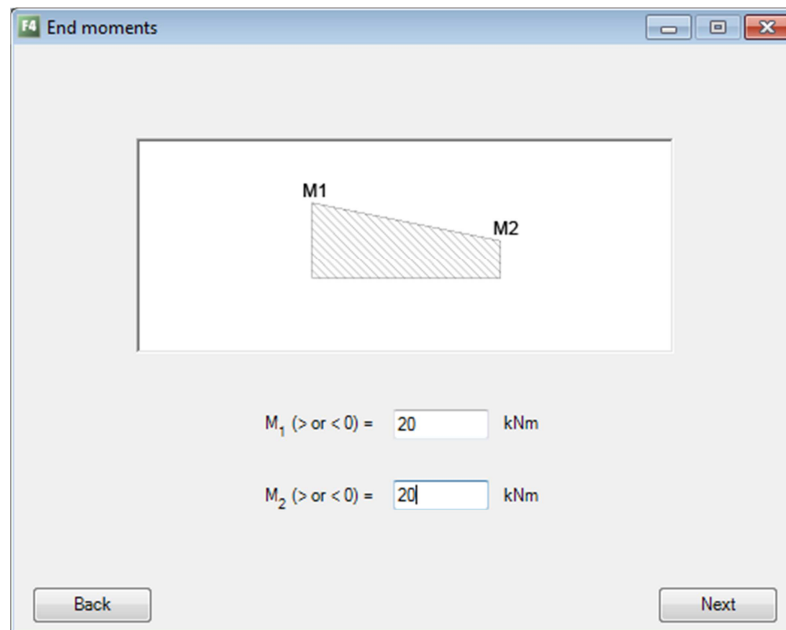 F4 End moments
M1
M2
M1 (> or < 0) = 20 kNm
M2 (> or < 0) = 20 kNm
Back Next